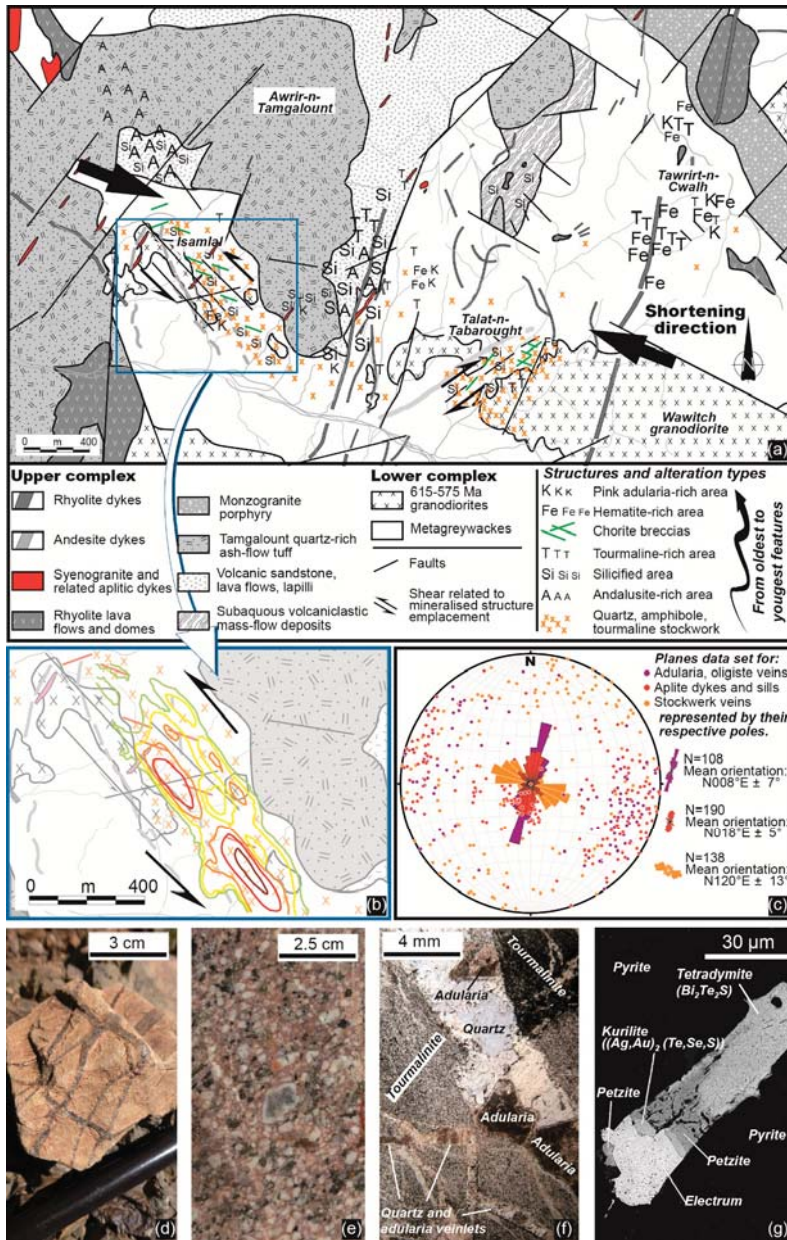 Awrir-n-
Tamgalount
Isamlal
Tawrirt-n-
Cwalh
Talat-n-
Tabarought
Shortening
direction
Wawitch
granodiorite
N
0 m 400
(a)
Upper complex
Rhyolite dykes
Andesite dykes
Syenogranite and
related aplitic dykes
Rhyolite lava
flows and domes
Monzogranite
porphyry
Tamgalount quartz-rich
ash-flow tuff
Volcanic sandstone,
lava flows, lapilli
Subaquous volcaniclastic
mass-flow deposits
Lower complex
615-575 Ma
granodiorites
Metagreywackes
Faults
Shear related to
mineralised structure
emplacement
Structures and alteration types
K K K Pink adularia-rich area
Fe Fe Fe Hematite-rich area
Chorite breccias
T T T Tourmaline-rich area
Si Si Si Silicified area
A A A Andalusite-rich area
Quartz, amphibole,
tourmaline stockwork
From oldest to
yougest features
0 m 400
(b)
N
Planes data set for:
Adularia, oligiste veins
Aplite dykes and sills
Stockwerk veins
represented by their
respective poles.
N=108
Mean orientation:
N008°E ± 7°
N=190
Mean orientation:
N018°E ± 5°
N=138
Mean orientation:
N120°E ± 13°
(c)
3 cm
(d)
2.5 cm
(e)
4 mm
Tourmalinite
Adularia
Quartz
Tourmalinite
Adularia
Adularia
Quartz and
adularia veinlets
(f)
30 µm
Pyrite
Tetradymite
(Bi₂Te₂S)
Kurilite
((Ag,Au)₂ (Te,Se,S))
Petzite
Pyrite
Petzite
Electrum
(g)